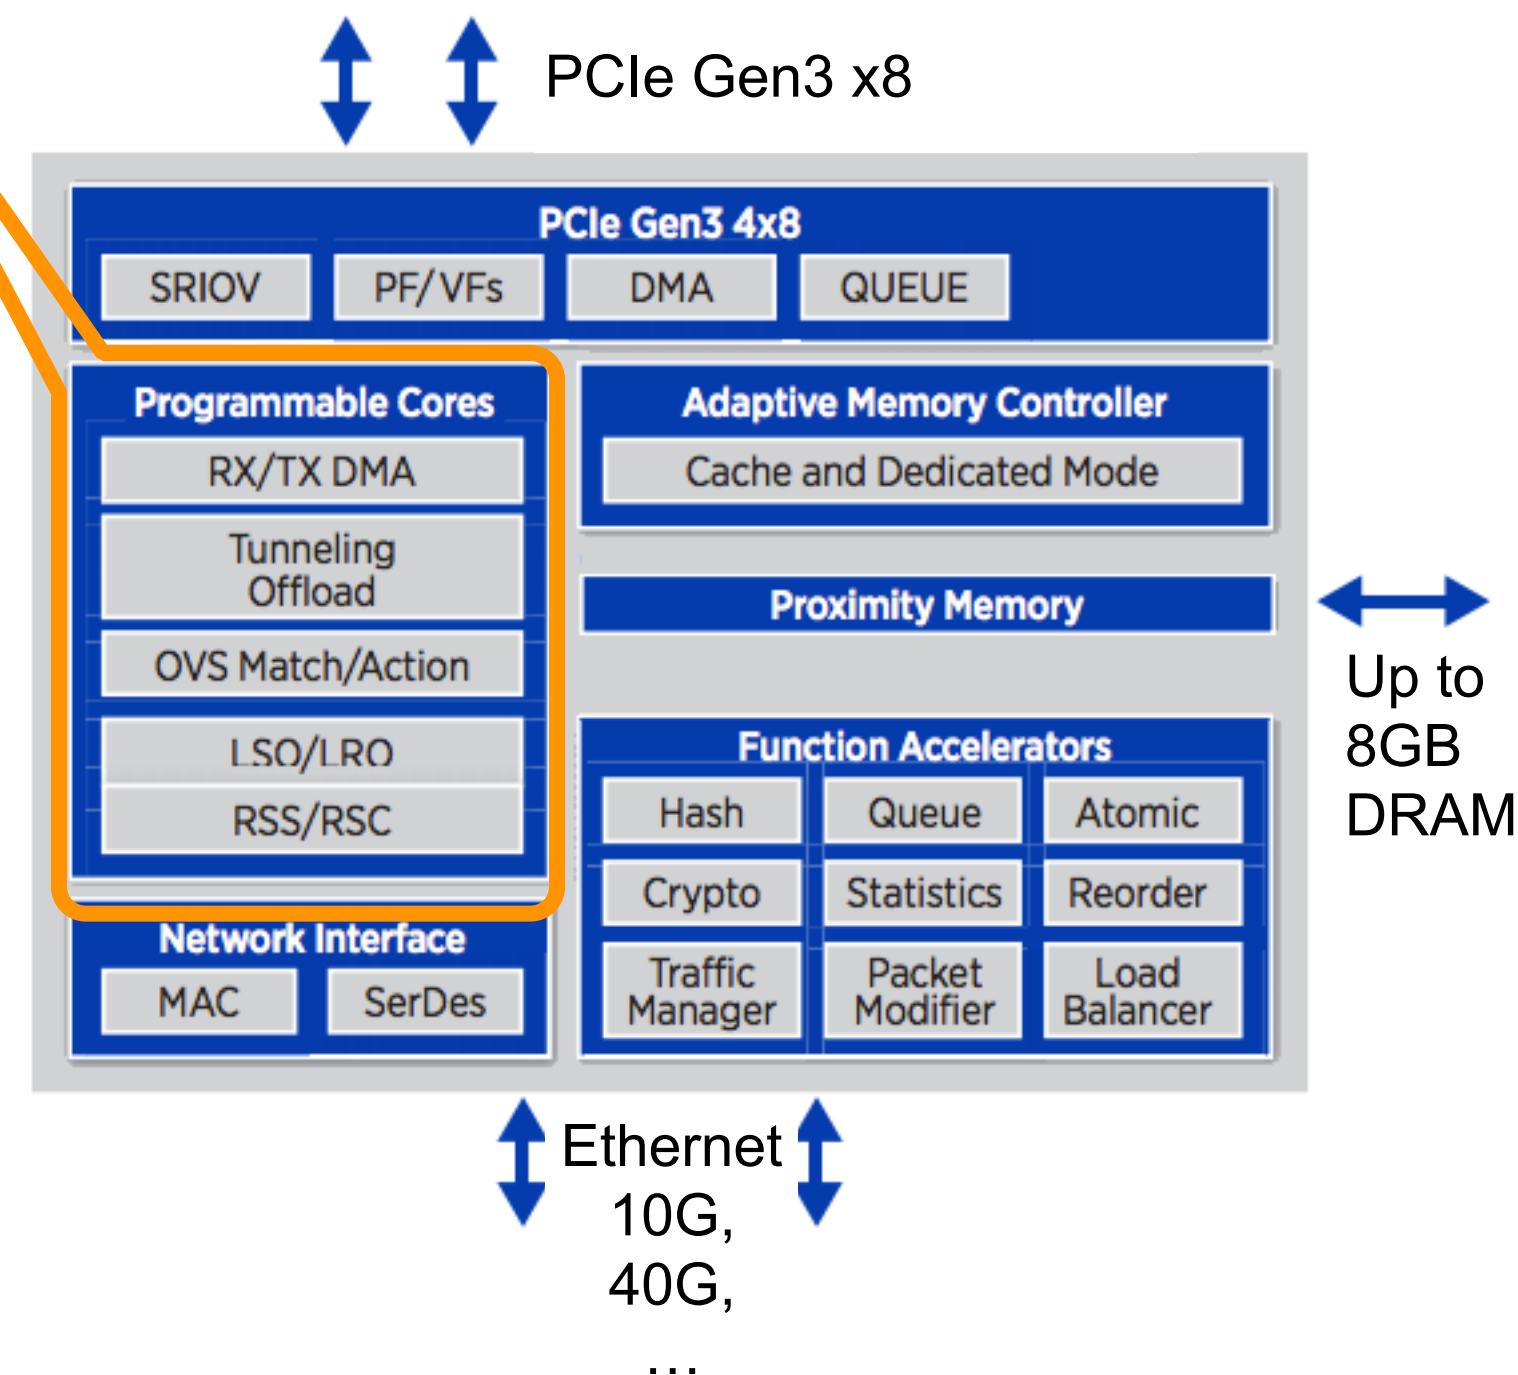 PCIe Gen3 x8
PCIe Gen3 4x8
SRIOV
PF/VFs
DMA
QUEUE
Programmable Cores
RX/TX DMA
Tunneling
Offload
OVS Match/Action
LSO/LRO
RSS/RSC
Adaptive Memory Controller
Cache and Dedicated Mode
Proximity Memory
Up to
8GB
DRAM
Function Accelerators
Hash
Queue
Atomic
Crypto
Statistics
Reorder
Traffic
Manager
Packet
Modifier
Load
Balancer
Network Interface
MAC
SerDes
Ethernet
10G,
40G,
…